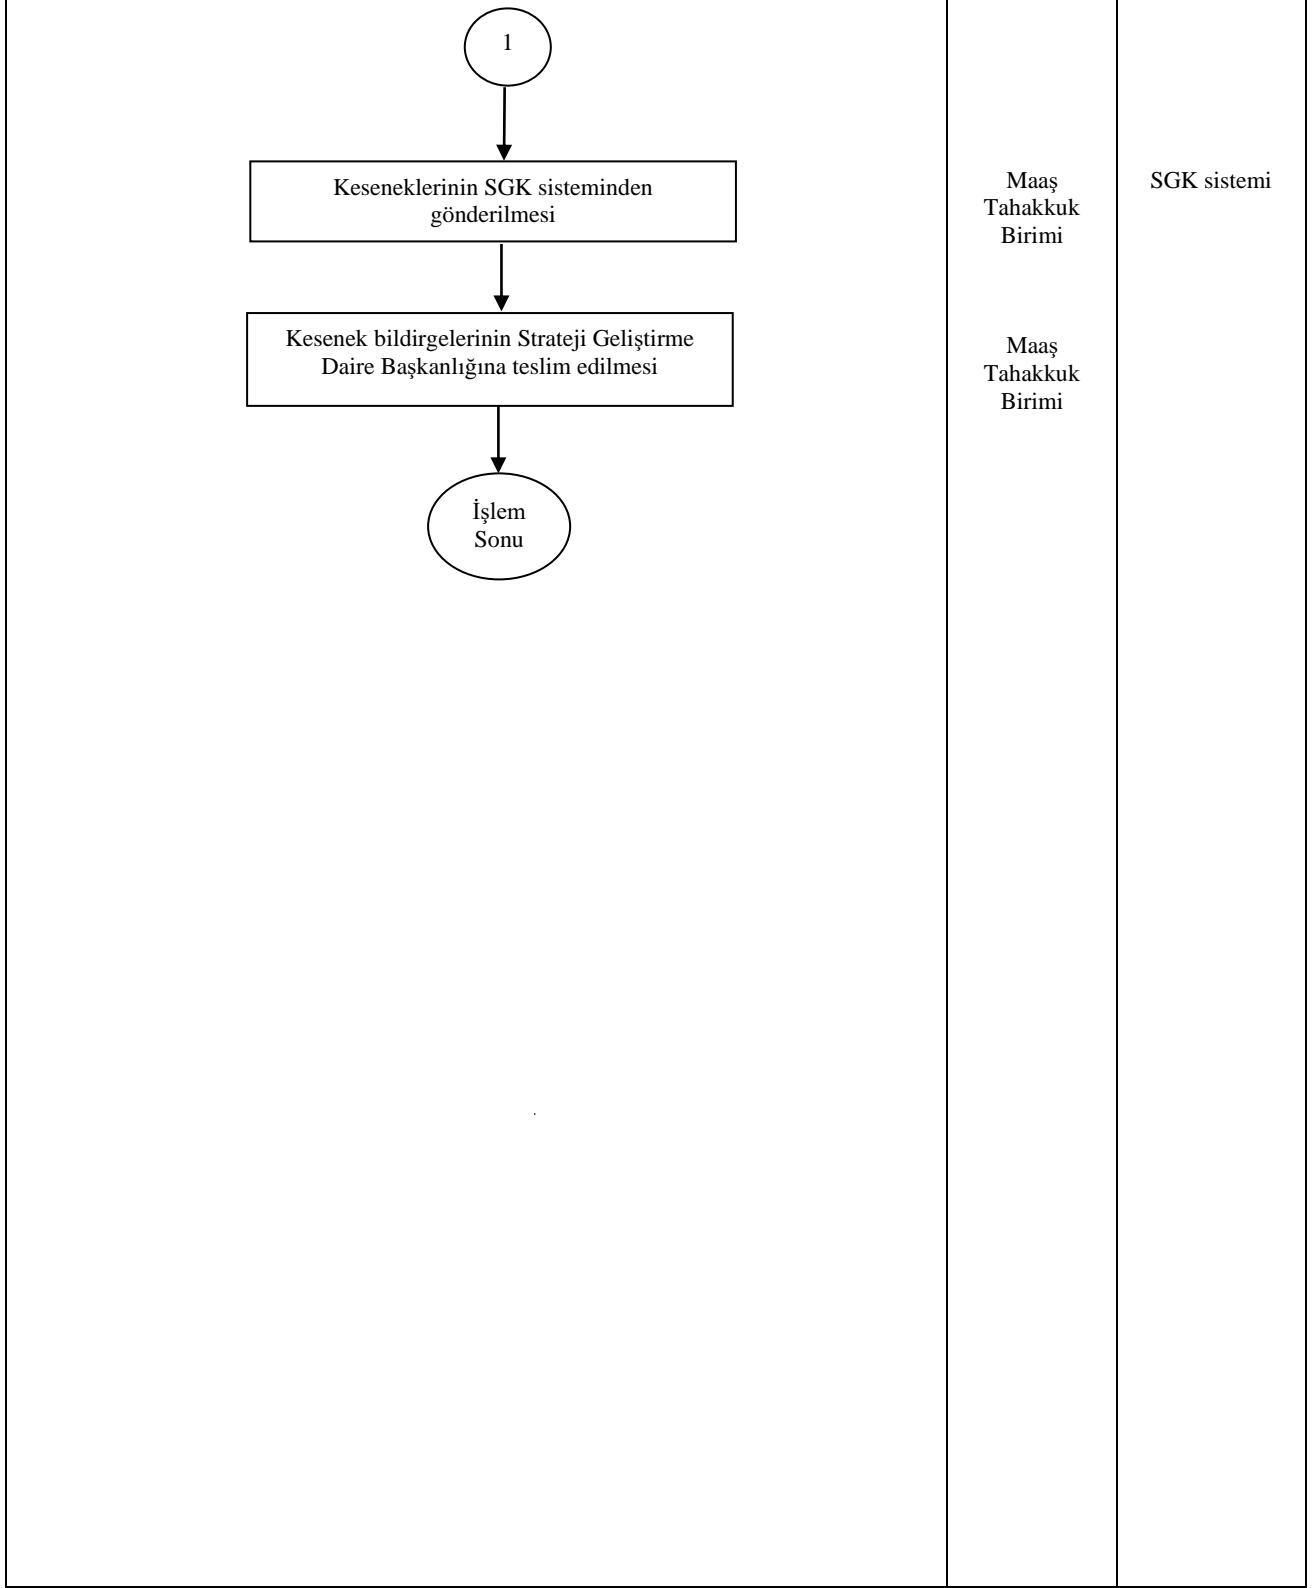 1
Keseneklerinin SGK sisteminden
gönderilmesi
Maaş
Tahakkuk
Birimi
SGK sistemi
Kesenek bildirgelerinin Strateji Geliştirme
Daire Başkanlığına teslim edilmesi
Maaş
Tahakkuk
Birimi
İşlem
Sonu